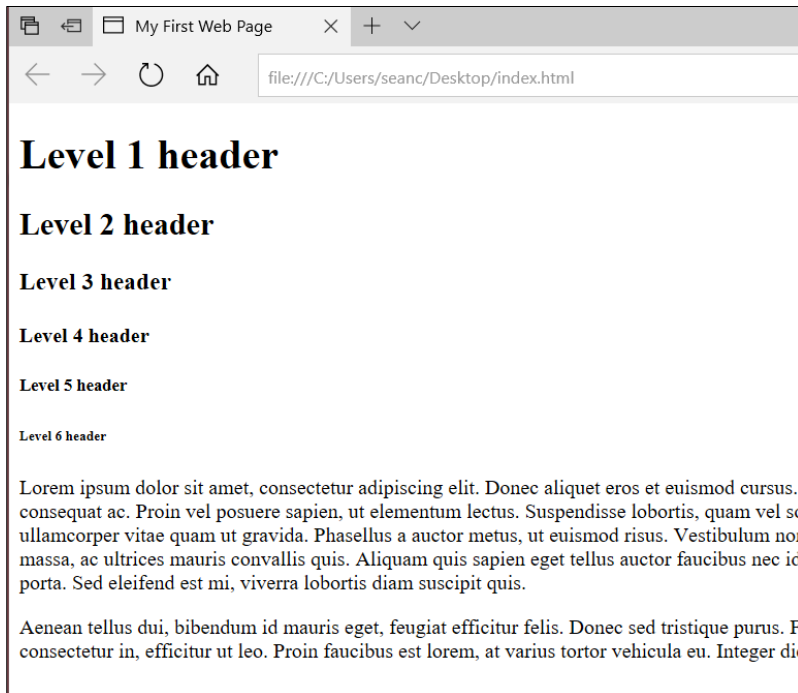 My First Web Page
file:///C:/Users/seanc/Desktop/index.html
Level 1 header
Level 2 header
Level 3 header
Level 4 header
Level 5 header
Level 6 header
Lorem ipsum dolor sit amet, consectetur adipiscing elit. Donec aliquet eros et euismod cursus.
consequat ac. Proin vel posuere sapien, ut elementum lectus. Suspendisse lobortis, quam vel
ullamcorper vitae quam ut gravida. Phasellus a auctor metus, ut euismod risus. Vestibulum
massa, ac ultrices mauris convallis quis. Aliquam quis sapien eget tellus auctor faucibus nec
porta. Sed eleifend est mi, viverra lobortis diam suscipit quis.
Aenean tellus dui, bibendum id mauris eget, feugiat efficitur felis. Donec sed tristique purus.
consectetur in, efficitur ut leo. Proin faucibus est lorem, at varius tortor vehicula eu. Integer